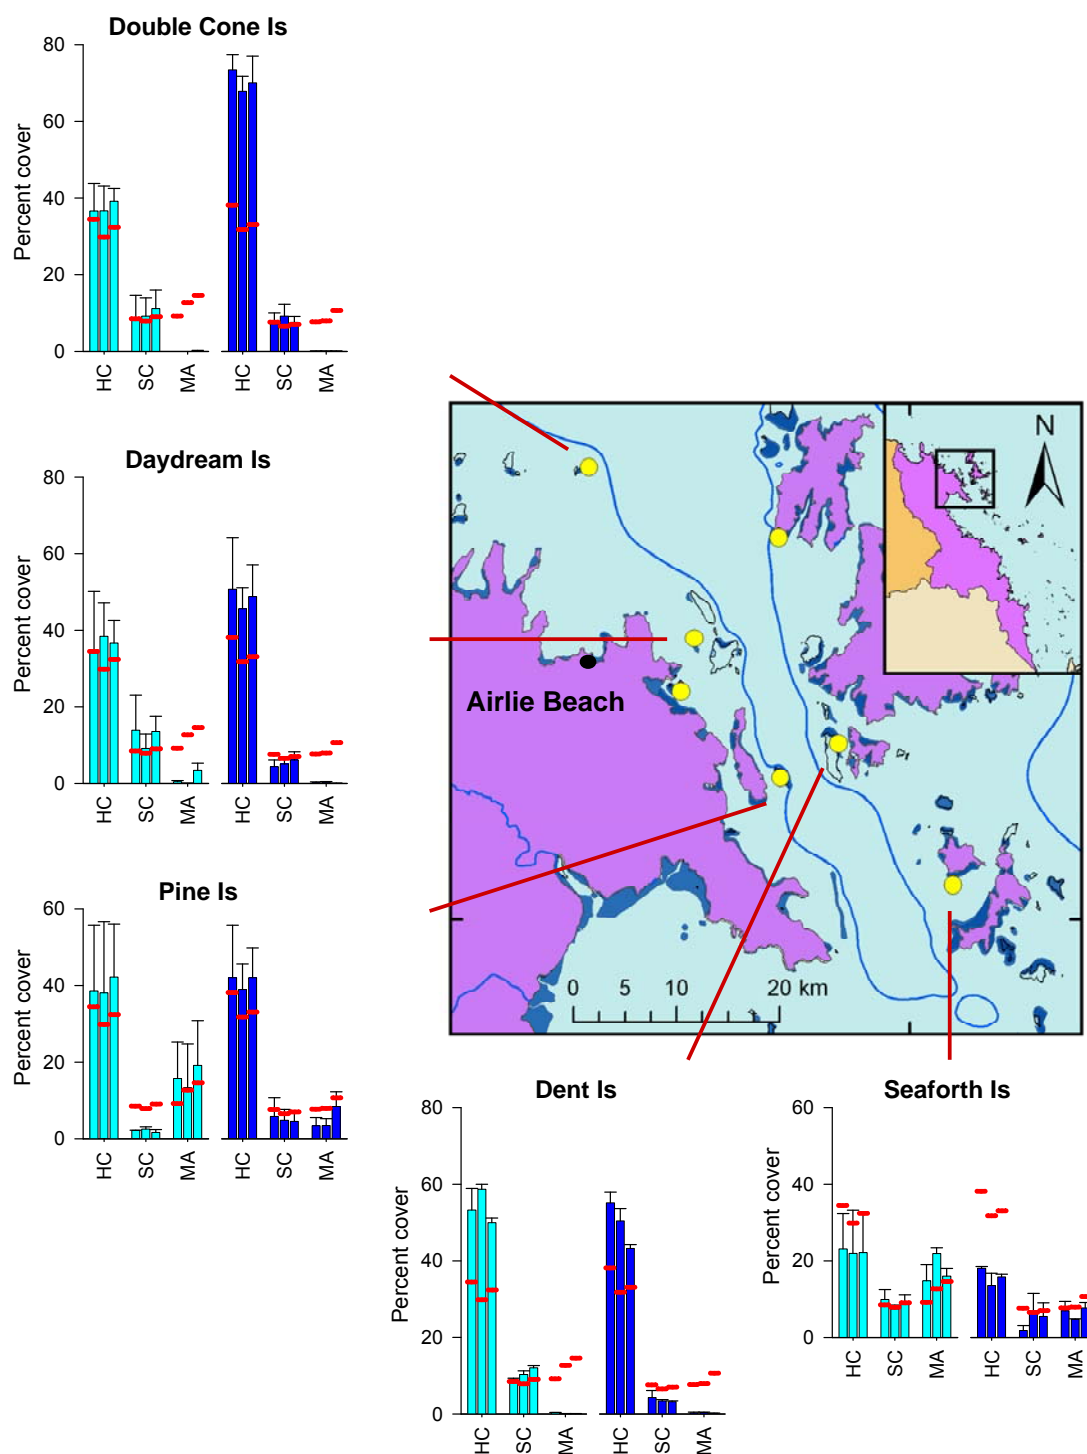 Double Cone Is
80
60
40
20
0
Percent cover
HC SC MA HC SC MA
Daydream Is
80
60
40
20
0
Percent cover
HC SC MA HC SC MA
N
Airlie Beach
0 5 10 20 km
Pine Is
60
40
20
0
Percent cover
HC SC MA HC SC MA
Dent Is
80
60
40
20
0
Percent cover
HC SC MA HC SC MA
Seaforth Is
60
40
20
0
Percent cover
HC SC MA HC SC MA